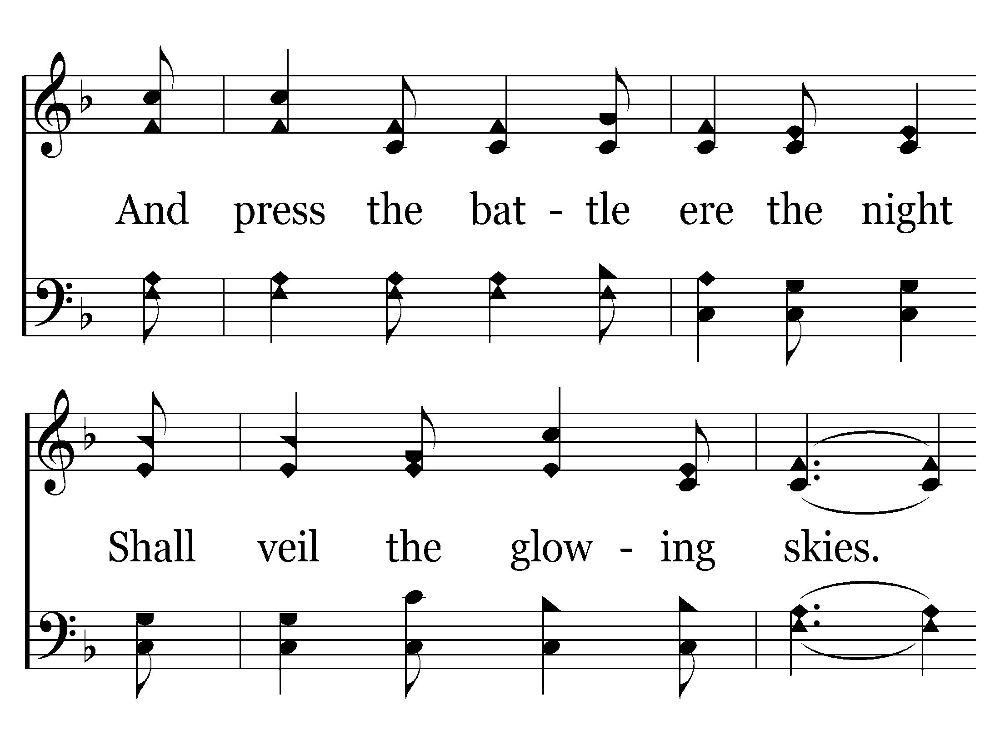 And press the bat - tle ere the night
Shall veil the glow - ing skies.